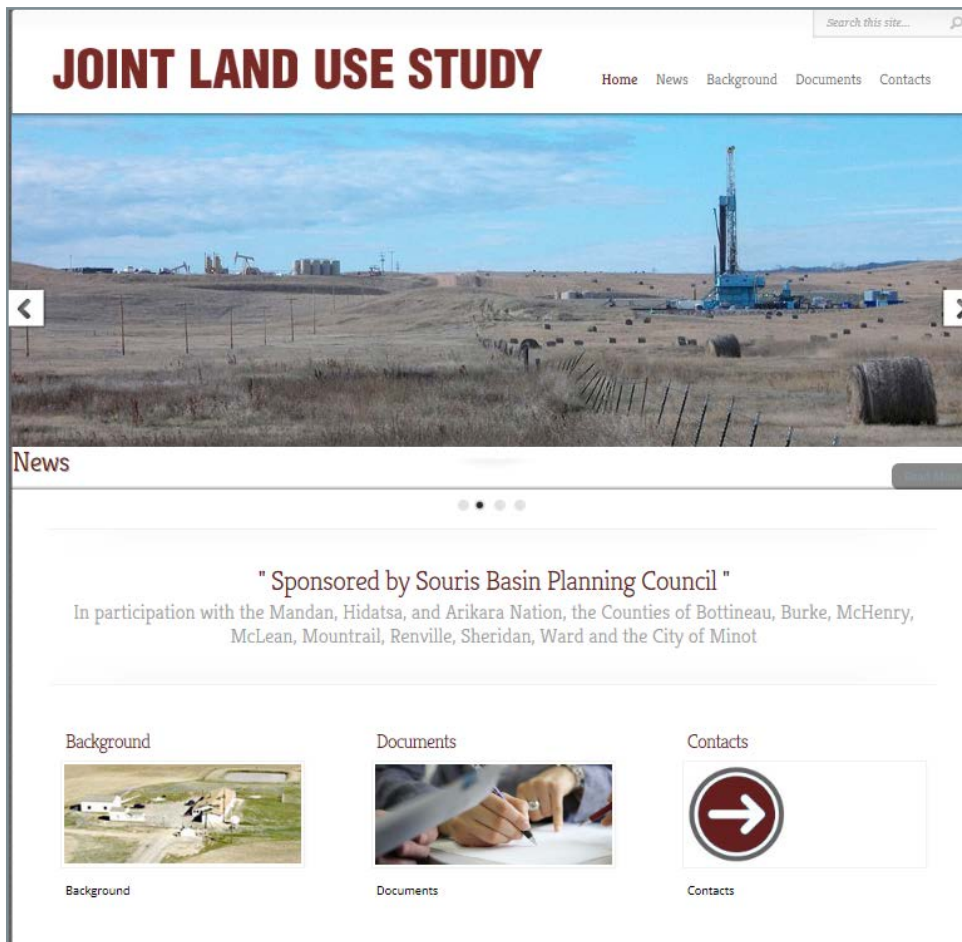 Search this site...
JOINT LAND USE STUDY
Home News Background Documents Contacts
News
" Sponsored by Souris Basin Planning Council "
In participation with the Mandan, Hidatsa, and Arikara Nation, the Counties of Bottineau, Burke, McHenry,
McLean, Mountrail, Renville, Sheridan, Ward and the City of Minot
Background Documents Contacts
Background Documents Contacts